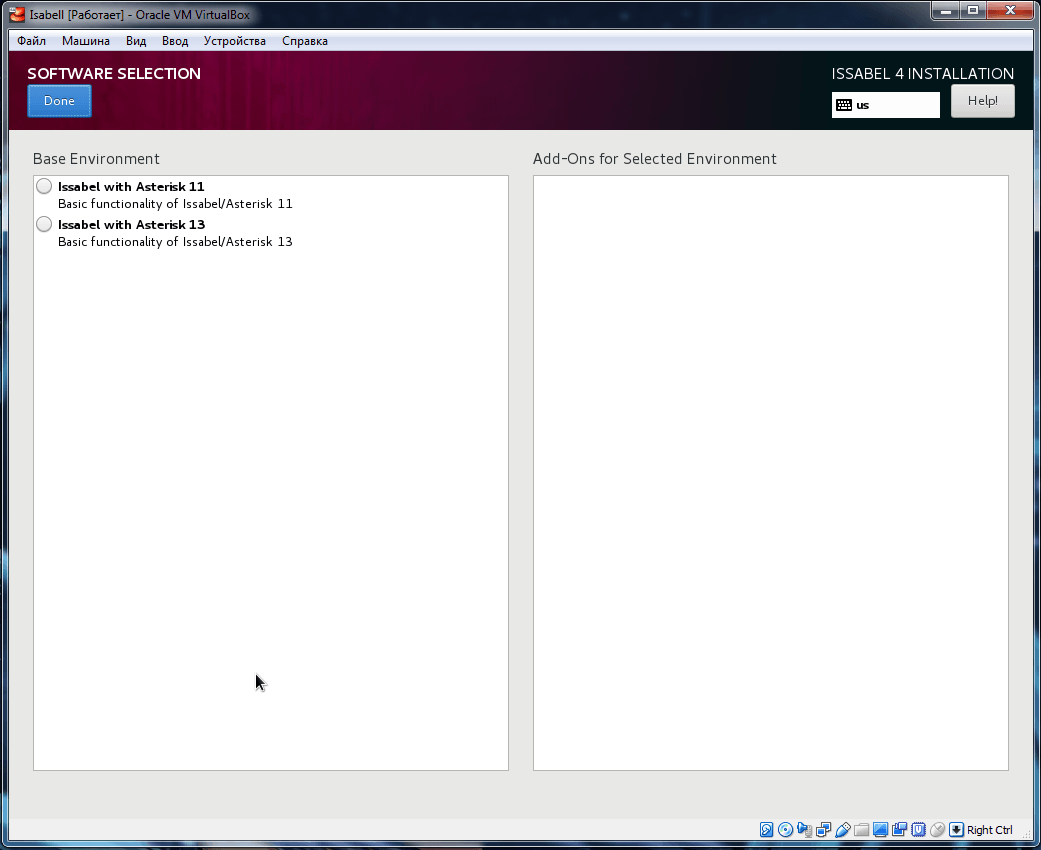 Isabell [Работает] - Oracle VM VirtualBox
Файл Машина Вид Ввод Устройства Справка
SOFTWARE SELECTION
ISSABEL 4 INSTALLATION
Done
us
Help!
Base Environment
Add-Ons for Selected Environment
Issabel with Asterisk 11
Basic functionality of Issabel/Asterisk 11
Issabel with Asterisk 13
Basic functionality of Issabel/Asterisk 13
Right Ctrl